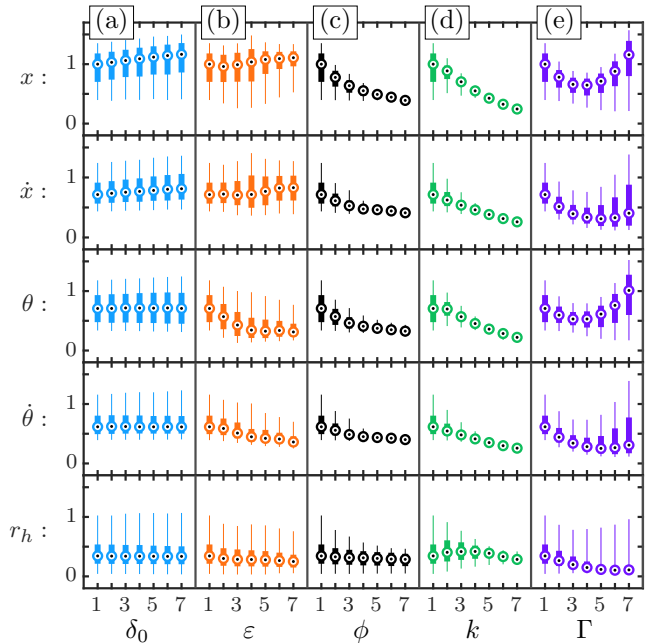 (a) (b) (c) (d) (e)
x : 1 0
ẋ : 1 0
θ : 1 0
θ̇ : 1 0
r_h : 1 0
1 3 5 7 1 3 5 7 1 3 5 7 1 3 5 7 1 3 5 7
δ₀ ε ϕ k Γ